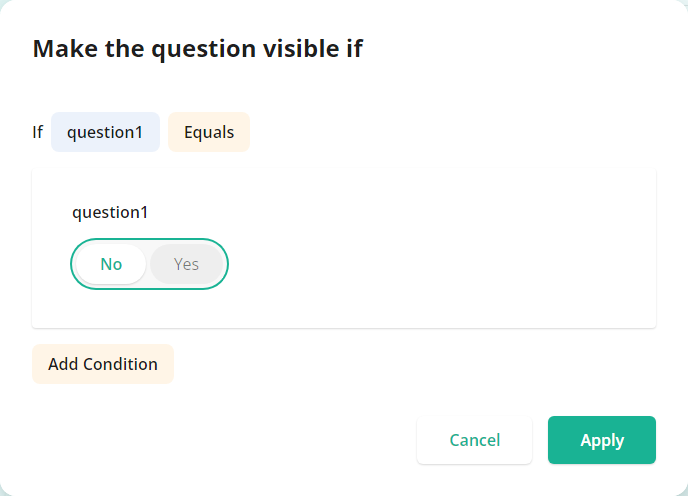 Make the question visible if
If question1 Equals
question1
No Yes
Add Condition
Cancel Apply